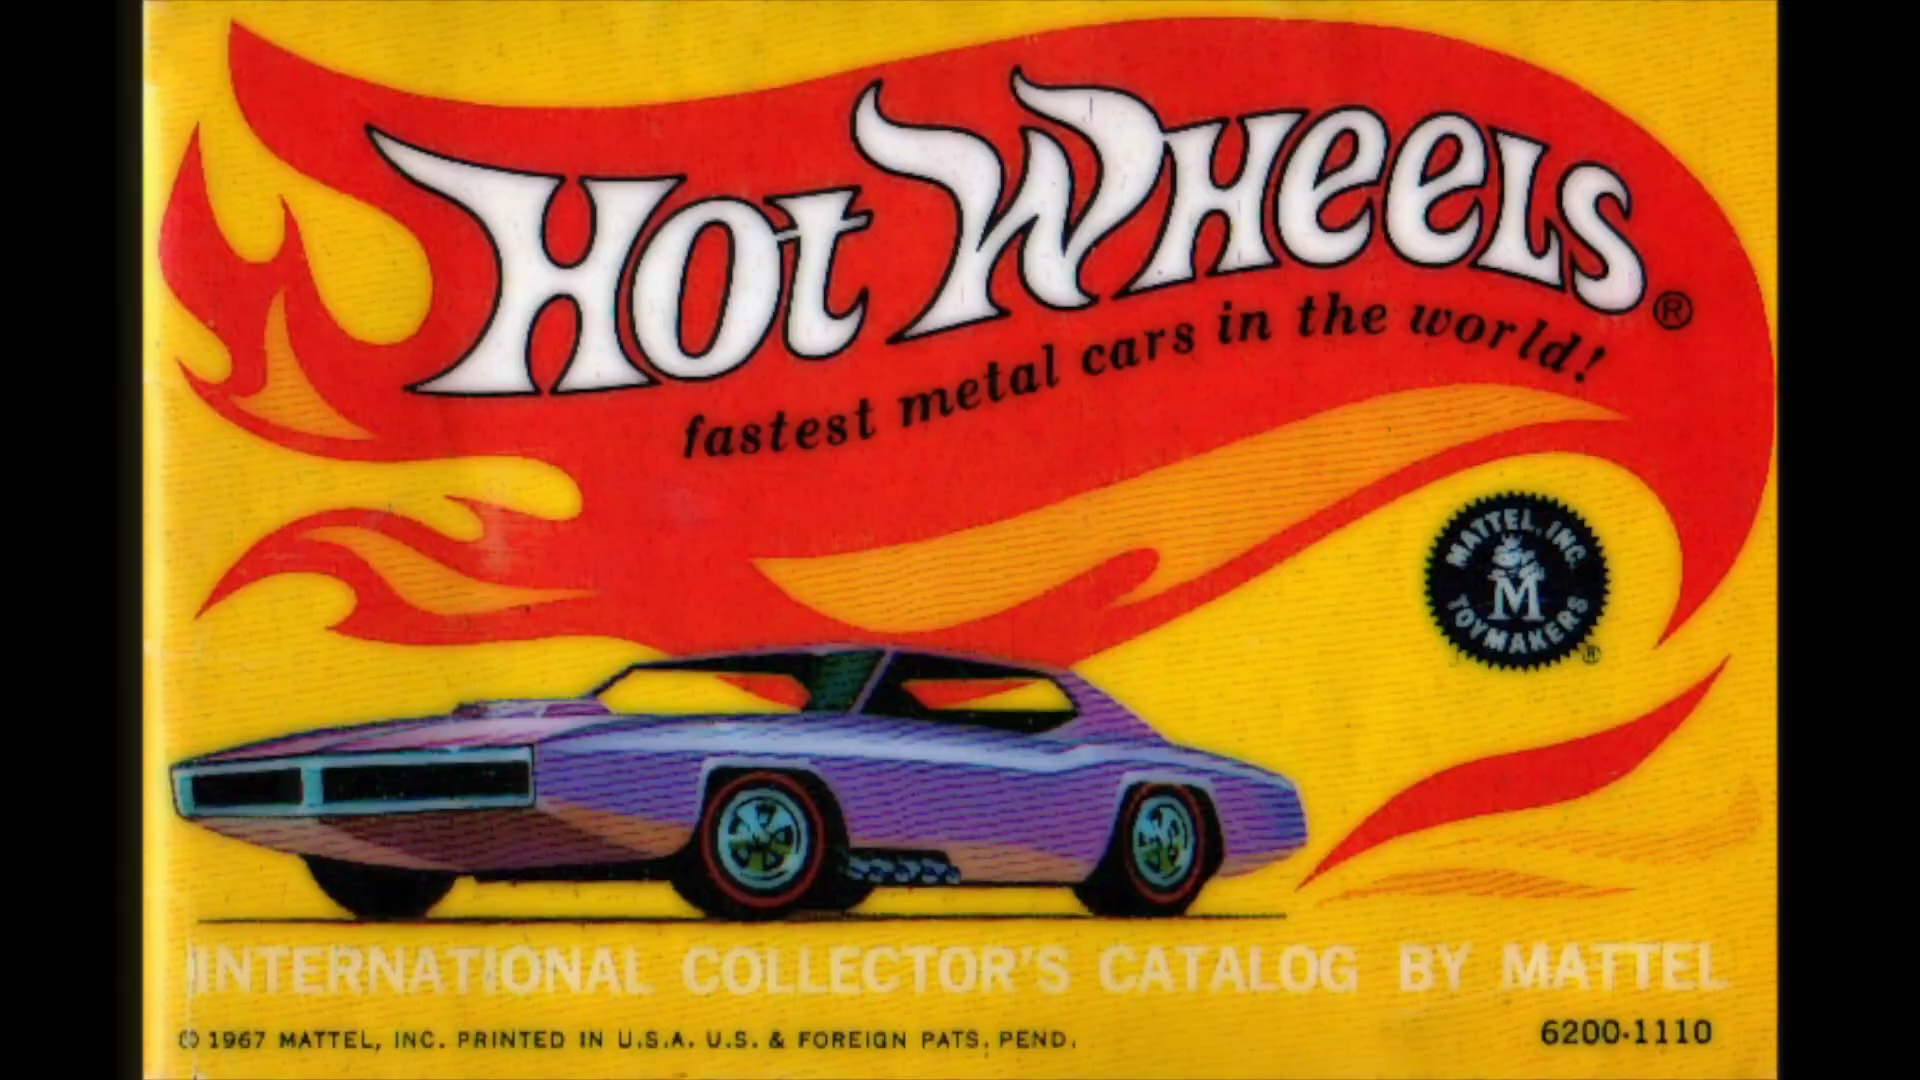 HOT WHEELS®
fastest metal cars in the world!
MATTEL, INC.
M
TOYMAKERS
®
INTERNATIONAL COLLECTOR'S CATALOG BY MATTEL
© 1967 MATTEL, INC. PRINTED IN U.S.A. U.S. & FOREIGN PATS. PEND.
6200-1110